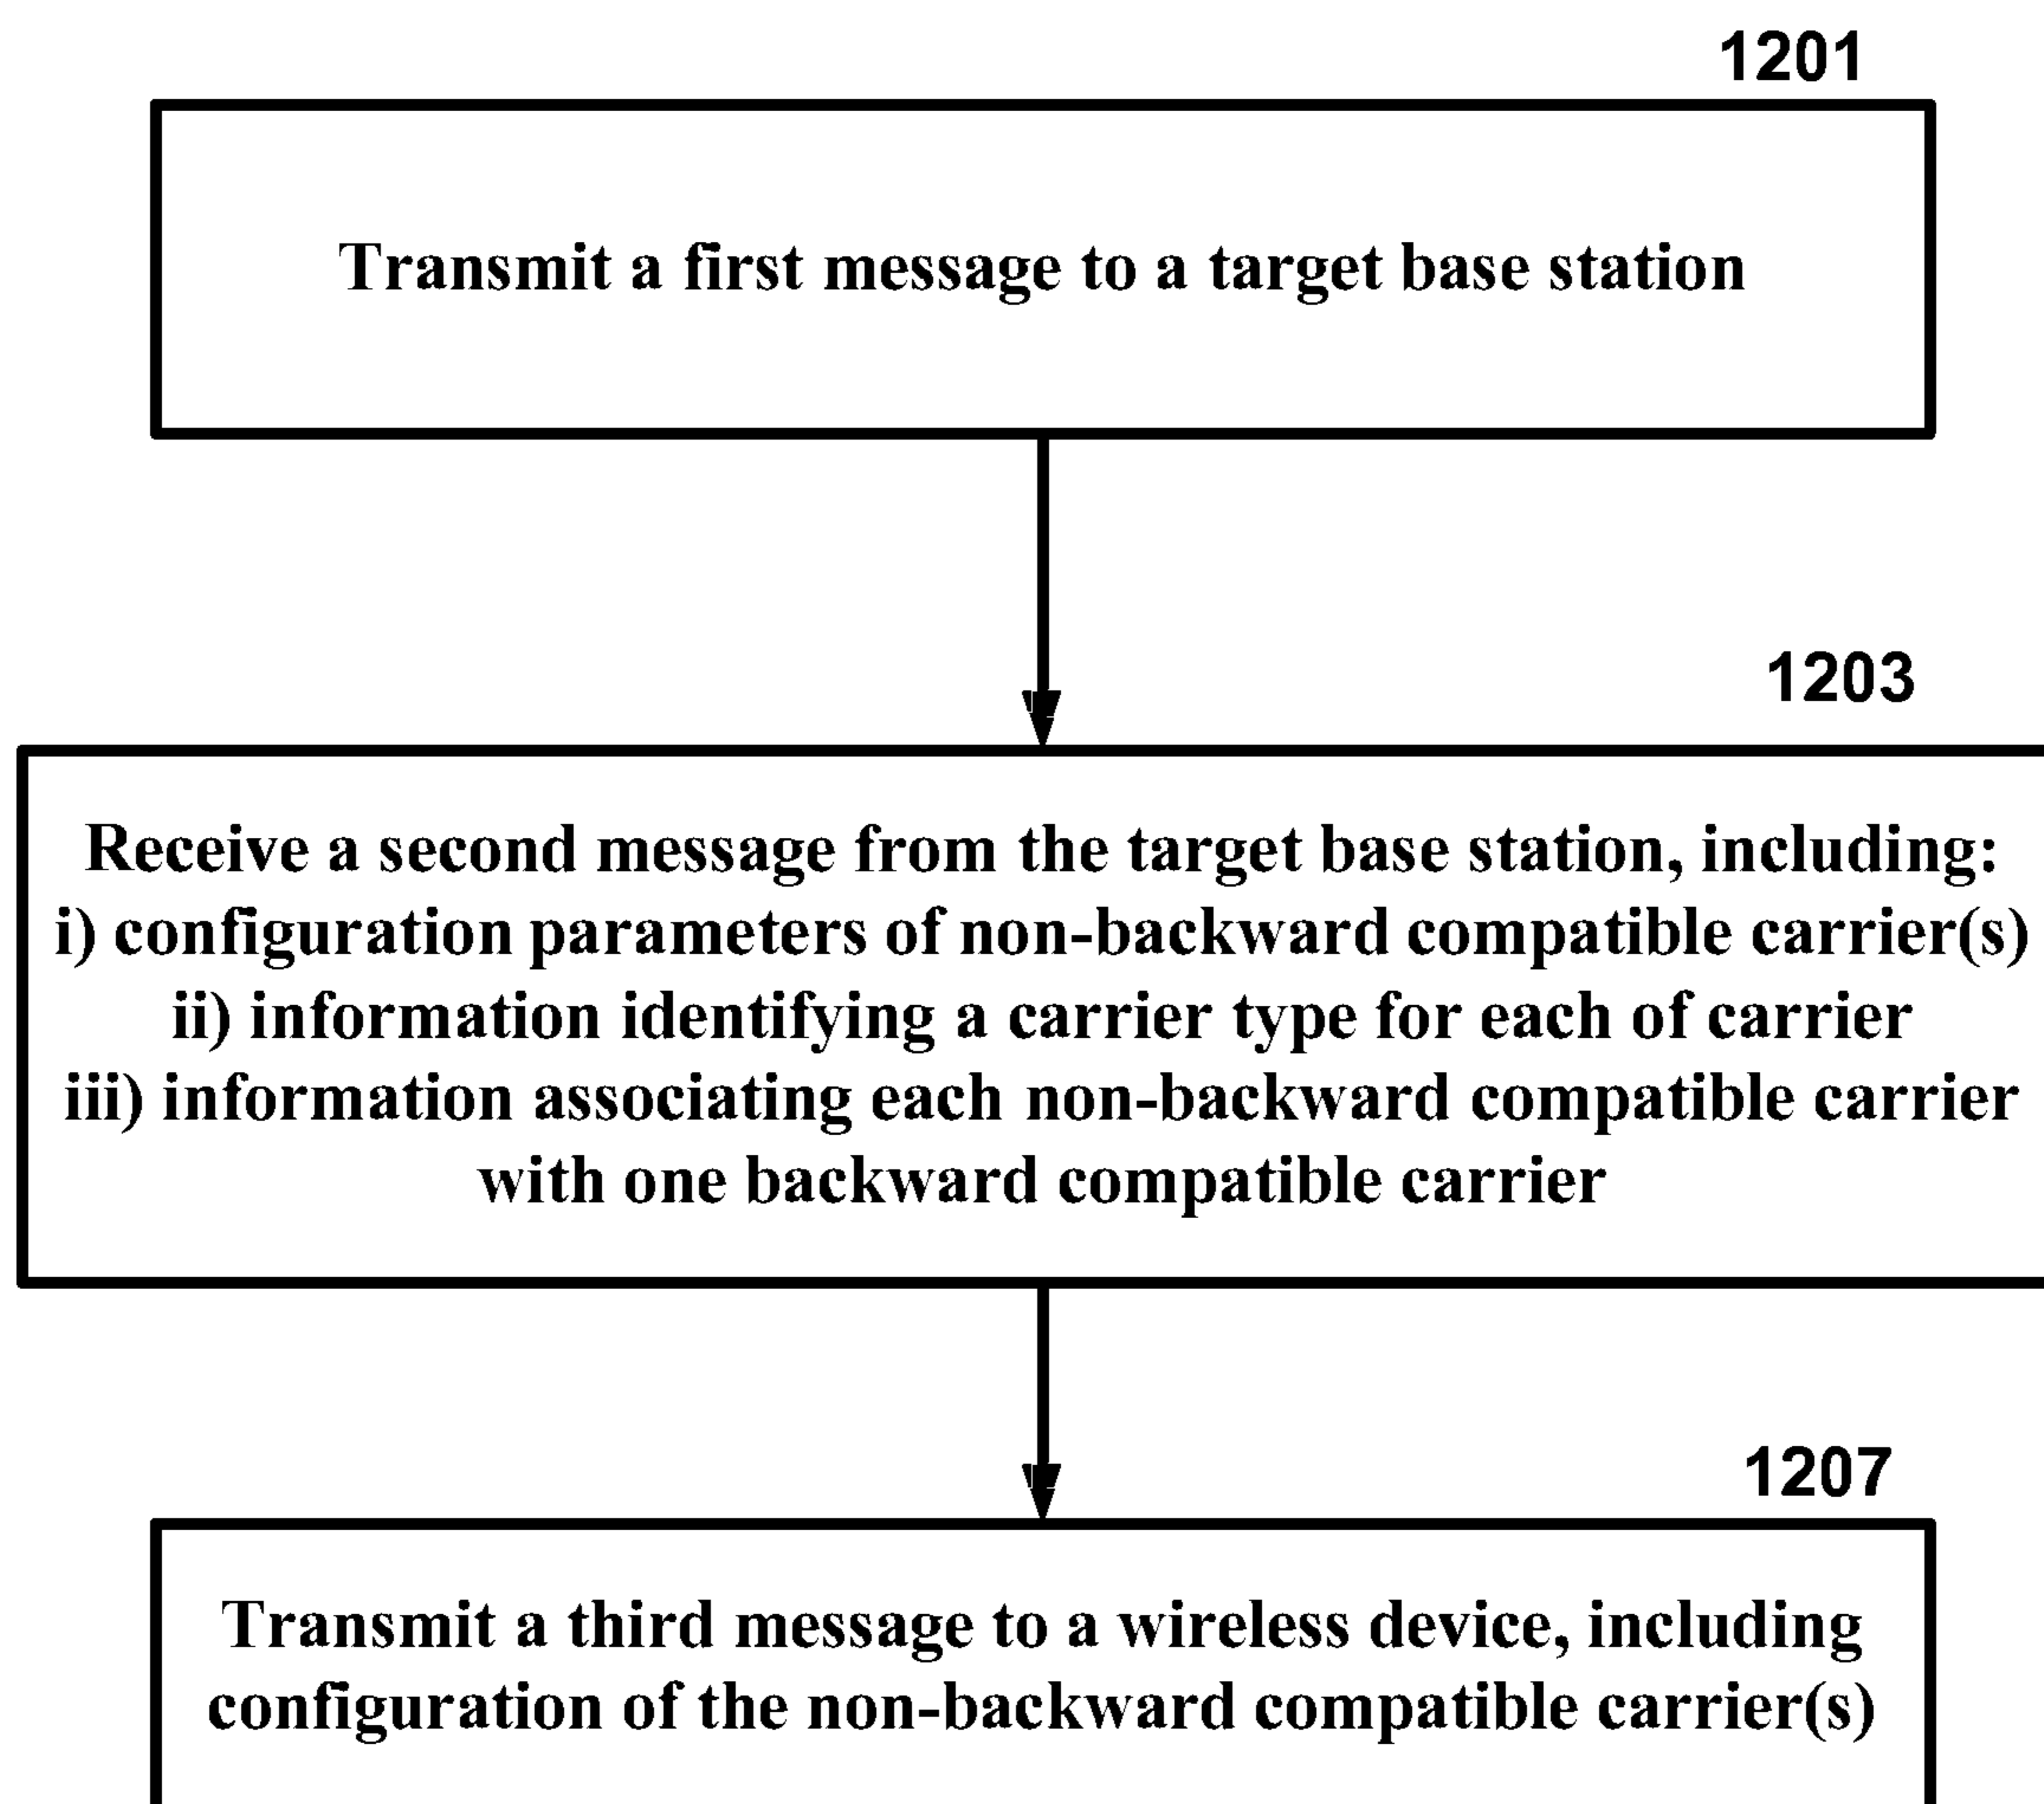 1201
Transmit a first message to a target base station
1203
Receive a second message from the target base station, including:
i) configuration parameters of non-backward compatible carrier(s)
ii) information identifying a carrier type for each of carrier
iii) information associating each non-backward compatible carrier
with one backward compatible carrier
1207
Transmit a third message to a wireless device, including
configuration of the non-backward compatible carrier(s)